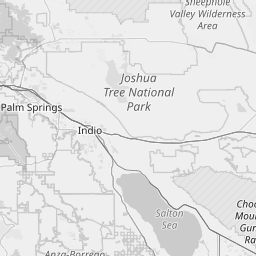 Sheephole
Valley Wilderness
Area
Joshua
Tree National
Park
Palm Springs
Indio
Salton
Sea
Anza-Borrego